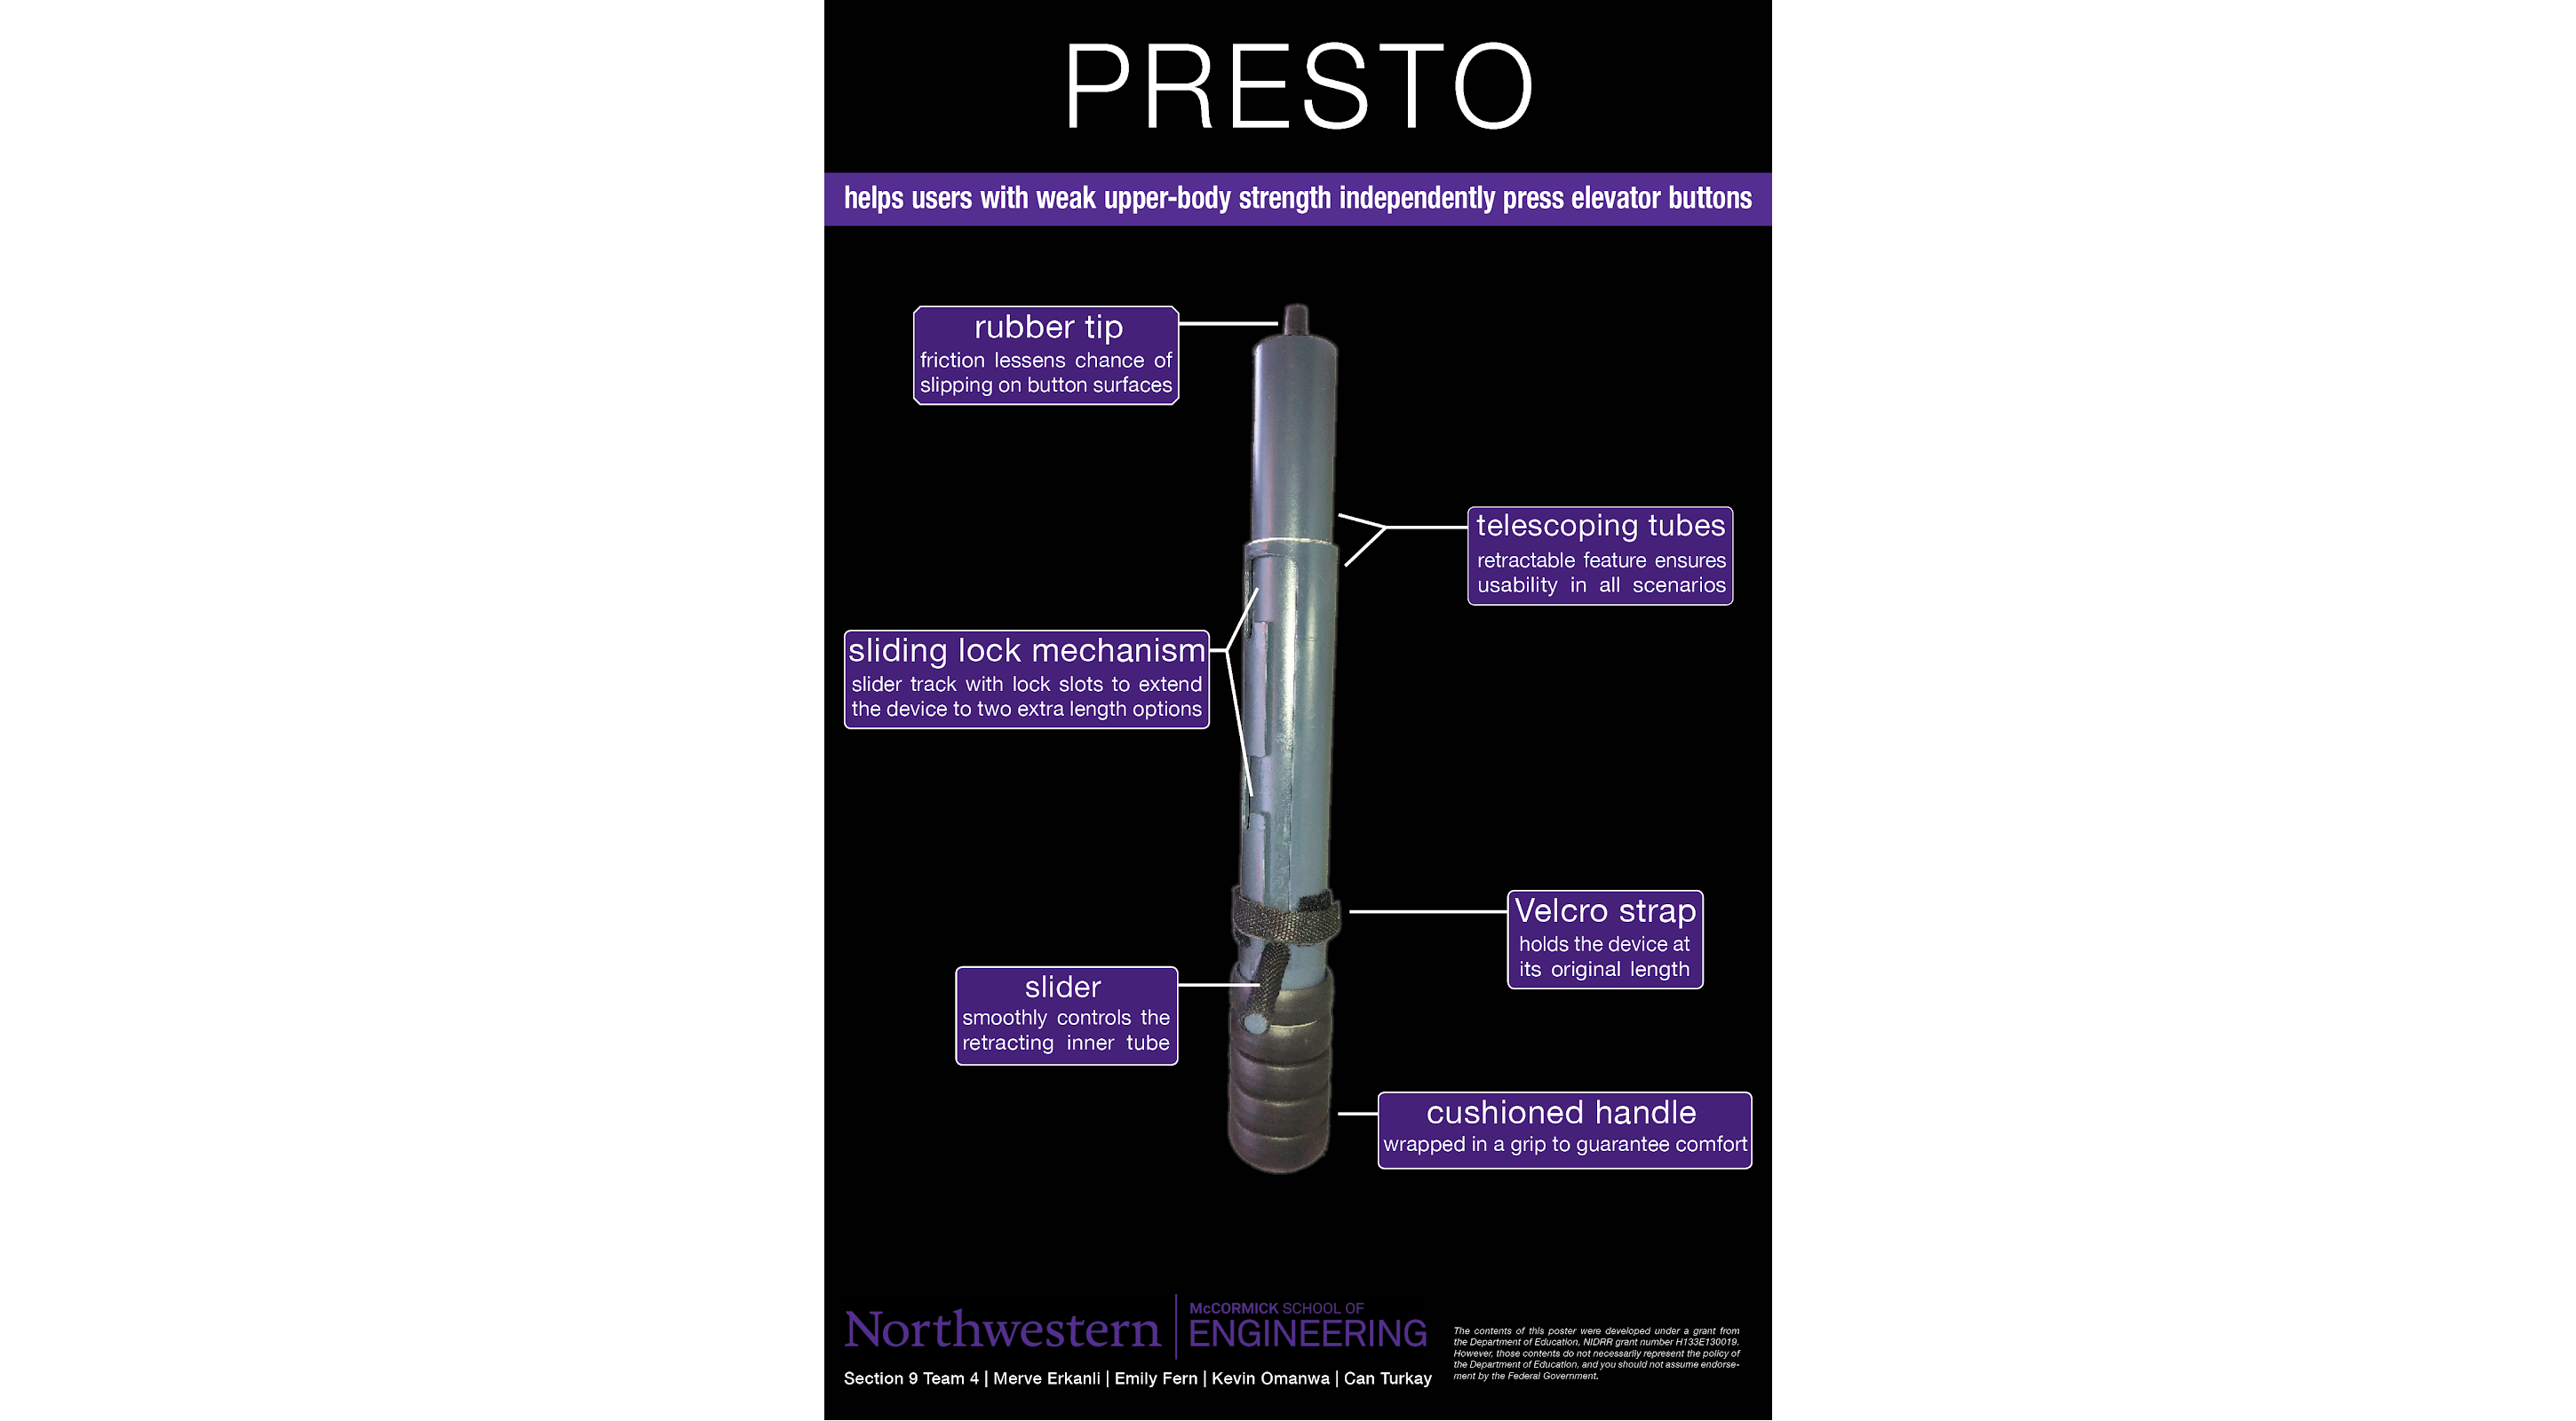 PRESTO
helps users with weak upper-body strength independently press elevator buttons
rubber tip
friction lessens chance of
slipping on button surfaces
telescoping tubes
retractable feature ensures
usability in all scenarios
sliding lock mechanism
slider track with lock slots to extend
the device to two extra length options
Velcro strap
holds the device at
its original length
slider
smoothly controls the
retracting inner tube
cushioned handle
wrapped in a grip to guarantee comfort
Northwestern
McCORMICK SCHOOL OF
ENGINEERING
Section 9 Team 4 | Merve Erkanli | Emily Fern | Kevin Omanwa | Can Turkay
The contents of this poster were developed under a grant from
the Department of Education, NIDRR grant number H133E130019.
However, those contents do not necessarily represent the policy of
the Department of Education, and you should not assume endorse-
ment by the Federal Government.